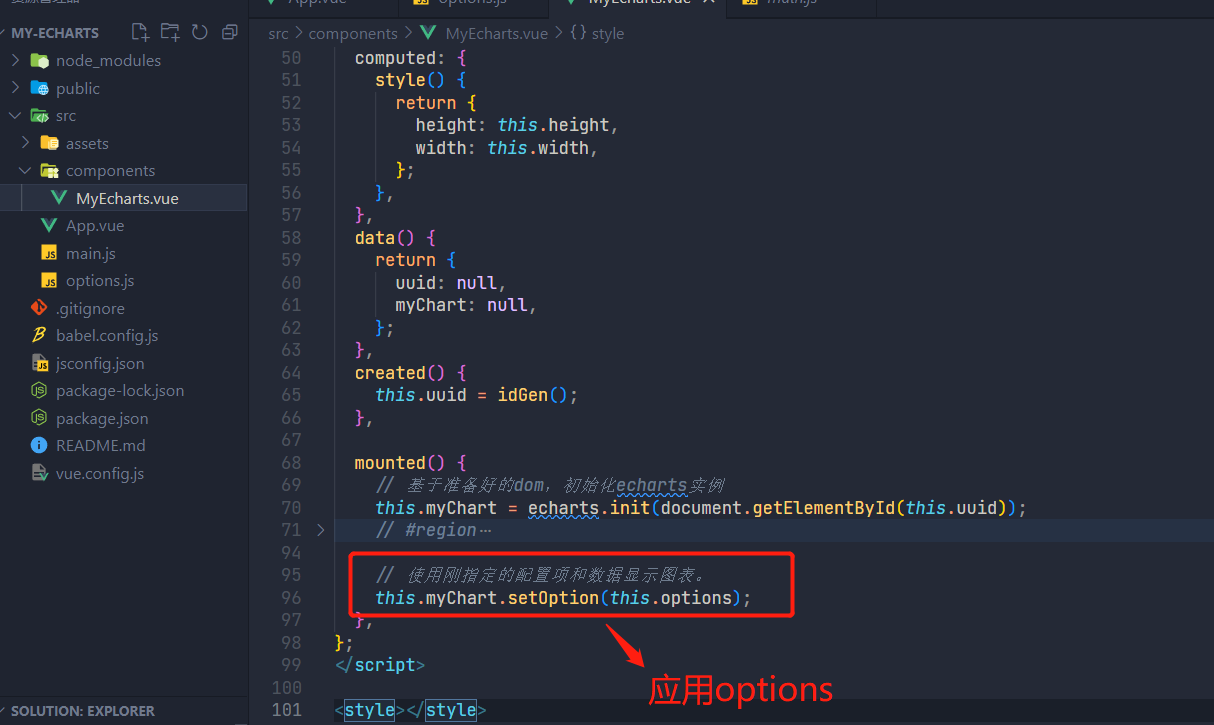 资源管理器
App.vue
options.js
MyEcharts.vue
math.js
MY-ECHARTS
node_modules
public
src
assets
components
MyEcharts.vue
App.vue
main.js
options.js
.gitignore
babel.config.js
jsconfig.json
package-lock.json
package.json
README.md
vue.config.js
SOLUTION: EXPLORER
src > components > MyEcharts.vue > {} style
50 computed: {
51 style() {
52 return {
53 height: this.height,
54 width: this.width,
55 };
56 },
57 },
58 data() {
59 return {
60 uuid: null,
61 myChart: null,
62 };
63 },
64 created() {
65 this.uuid = idGen();
66 },
67
68 mounted() {
69 // 基于准备好的dom，初始化echarts实例
70 this.myChart = echarts.init(document.getElementById(this.uuid));
71 // #region…
94
95 // 使用刚指定的配置项和数据显示图表。
96 this.myChart.setOption(this.options);
97 },
98 };
99 </script>
100
101 <style></style>
应用options